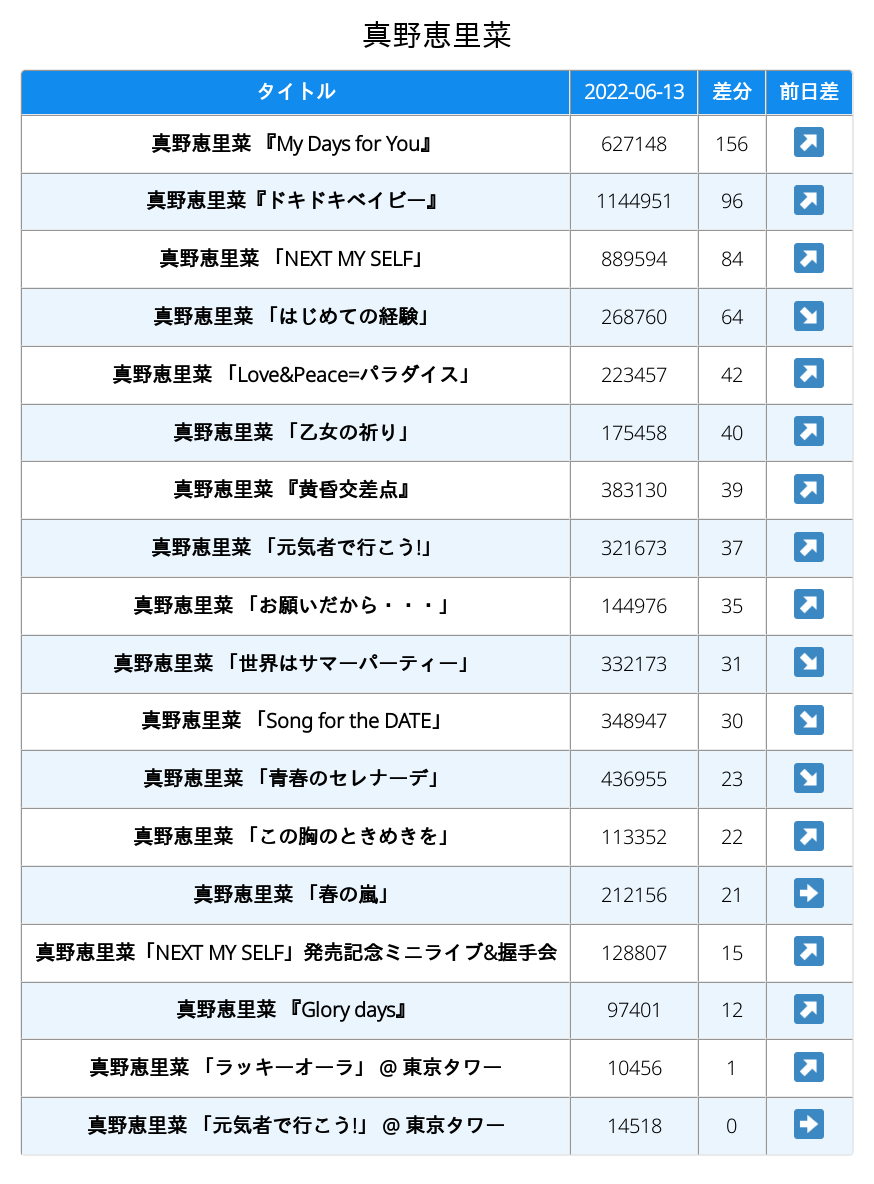 真野恵里菜
タイトル 2022-06-13 差分 前日差
真野恵里菜 『My Days for You』 627148 156 ↗
真野恵里菜『ドキドキベイビー』 1144951 96 ↗
真野恵里菜 「NEXT MY SELF」 889594 84 ↗
真野恵里菜 「はじめての経験」 268760 64 ↘
真野恵里菜 「Love&Peace=パラダイス」 223457 42 ↗
真野恵里菜 「乙女の祈り」 175458 40 ↗
真野恵里菜 『黄昏交差点』 383130 39 ↗
真野恵里菜 「元気者で行こう!」 321673 37 ↗
真野恵里菜 「お願いだから・・・」 144976 35 ↗
真野恵里菜 「世界はサマーパーティー」 332173 31 ↘
真野恵里菜 「Song for the DATE」 348947 30 ↘
真野恵里菜 「青春のセレナーデ」 436955 23 ↘
真野恵里菜 「この胸のときめきを」 113352 22 ↗
真野恵里菜 「春の嵐」 212156 21 ➡
真野恵里菜「NEXT MY SELF」発売記念ミニライブ&握手会 128807 15 ↗
真野恵里菜 『Glory days』 97401 12 ↗
真野恵里菜 「ラッキーオーラ」 @ 東京タワー 10456 1 ↗
真野恵里菜 「元気者で行こう!」 @ 東京タワー 14518 0 ➡